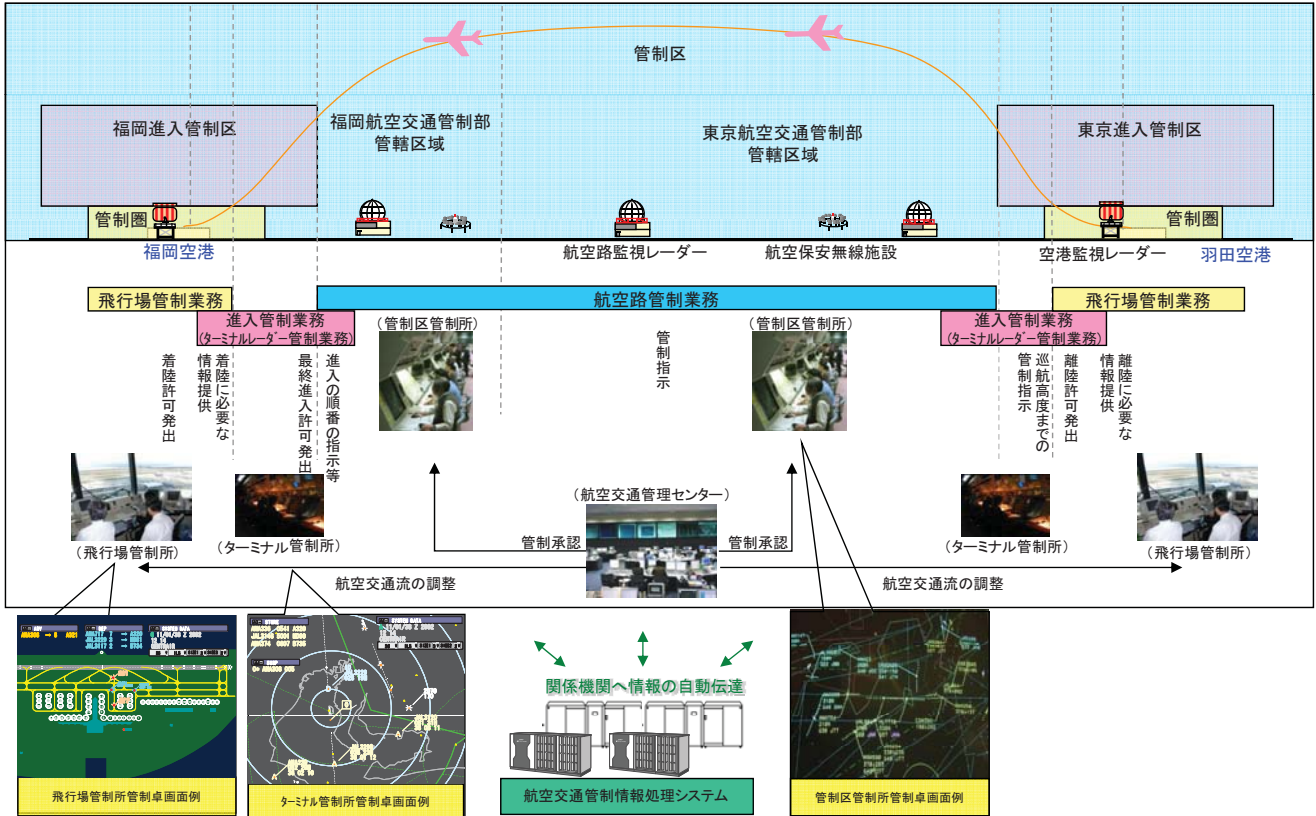 管制区
福岡進入管制区
福岡航空交通管制部
管轄区域
東京航空交通管制部
管轄区域
東京進入管制区
管制圏
管制圏
福岡空港
航空路監視レーダー
航空保安無線施設
空港監視レーダー
羽田空港
飛行場管制業務
航空路管制業務
飛行場管制業務
進入管制業務
(ターミナルレーダー管制業務)
進入管制業務
(ターミナルレーダー管制業務)
(管制区管制所)
(管制区管制所)
着陸許可発出
着陸に必要な
情報提供
最終進入許可発出
進入の順番の指示等
管制指示
巡航高度までの
管制指示
離陸許可発出
離陸に必要な
情報提供
(飛行場管制所)
(ターミナル管制所)
(航空交通管理センター)
(ターミナル管制所)
(飛行場管制所)
管制承認
管制承認
航空交通流の調整
航空交通流の調整
関係機関へ情報の自動伝達
飛行場管制所管制卓画面例
ターミナル管制所管制卓画面例
航空交通管制情報処理システム
管制区管制所管制卓画面例